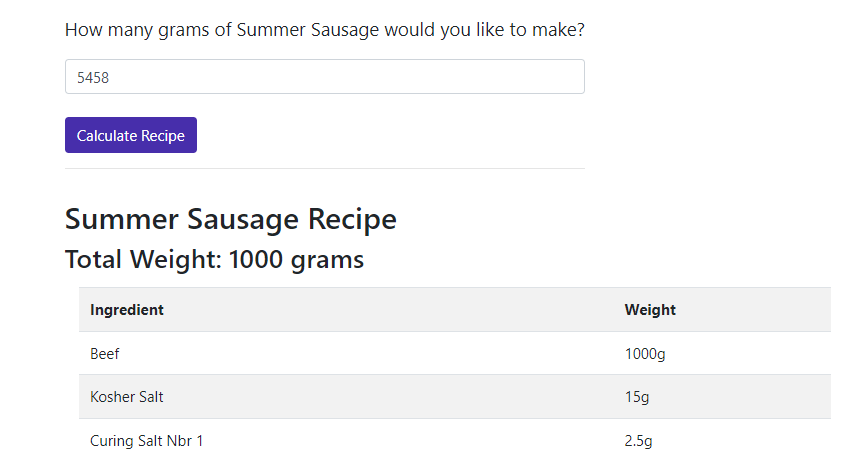 How many grams of Summer Sausage would you like to make?
5458
Calculate Recipe
Summer Sausage Recipe
Total Weight: 1000 grams
Ingredient Weight
Beef 1000g
Kosher Salt 15g
Curing Salt Nbr 1 2.5g